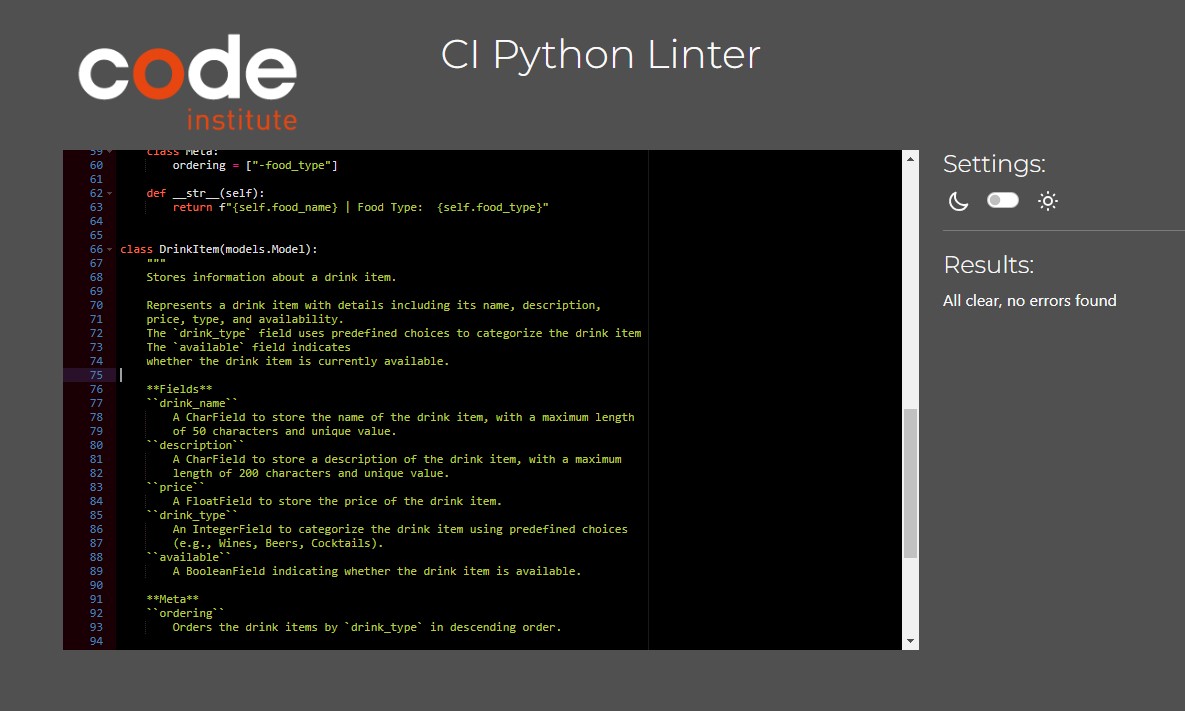 code
institute
CI Python Linter
59 class Meta:
60 ordering = ["-food_type"]
61
62 def __str__(self):
63 return f"{self.food_name} | Food Type:  {self.food_type}"
64
65
66 class DrinkItem(models.Model):
67 """
68 Stores information about a drink item.
69
70 Represents a drink item with details including its name, description,
71 price, type, and availability.
72 The `drink_type` field uses predefined choices to categorize the drink item
73 The `available` field indicates
74 whether the drink item is currently available.
75
76 **Fields**
77 ``drink_name``
78 A CharField to store the name of the drink item, with a maximum length
79 of 50 characters and unique value.
80 ``description``
81 A CharField to store a description of the drink item, with a maximum
82 length of 200 characters and unique value.
83 ``price``
84 A FloatField to store the price of the drink item.
85 ``drink_type``
86 An IntegerField to categorize the drink item using predefined choices
87 (e.g., Wines, Beers, Cocktails).
88 ``available``
89 A BooleanField indicating whether the drink item is available.
90
91 **Meta**
92 ``ordering``
93 Orders the drink items by `drink_type` in descending order.
94
Settings:
Results:
All clear, no errors found